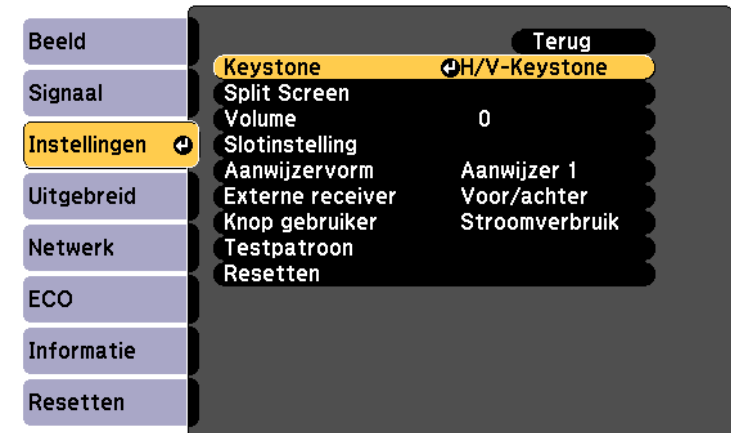 Beeld
Signaal
Instellingen
Uitgebreid
Netwerk
ECO
Informatie
Resetten
Terug
Keystone H/V-Keystone
Split Screen
Volume 0
Slotinstelling
Aanwijzervorm Aanwijzer 1
Externe receiver Voor/achter
Knop gebruiker Stroomverbruik
Testpatroon
Resetten